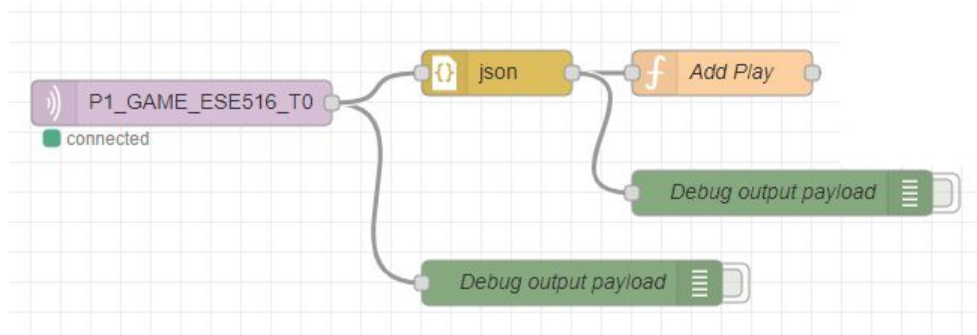 json
Add Play
P1_GAME_ESE516_T0
connected
Debug output payload
Debug output payload